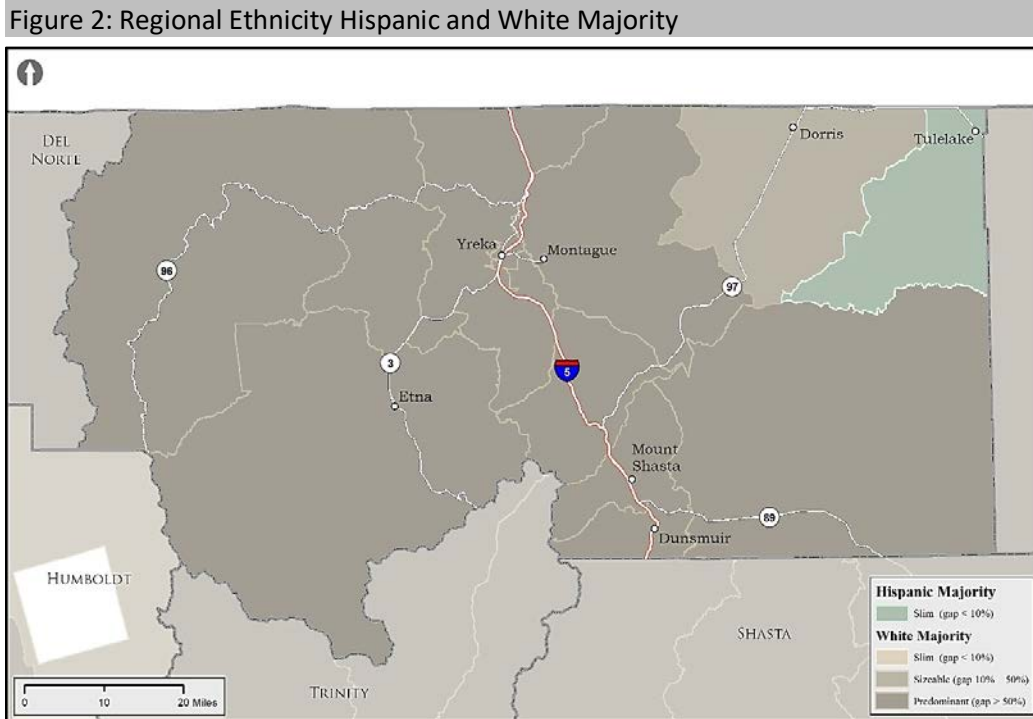 Figure 2: Regional Ethnicity Hispanic and White Majority
DEL
NORTE
Dorris
Tulelake
Yreka
Montague
96
97
3
5
Etna
Mount
Shasta
89
Dunsmuir
HUMBOLDT
SHASTA
TRINITY
Hispanic Majority
Slim (gap < 10%)
White Majority
Slim (gap < 10%)
Sizeable (gap 10% 50%)
Predominant (gap > 50%)
0 10 20 Miles